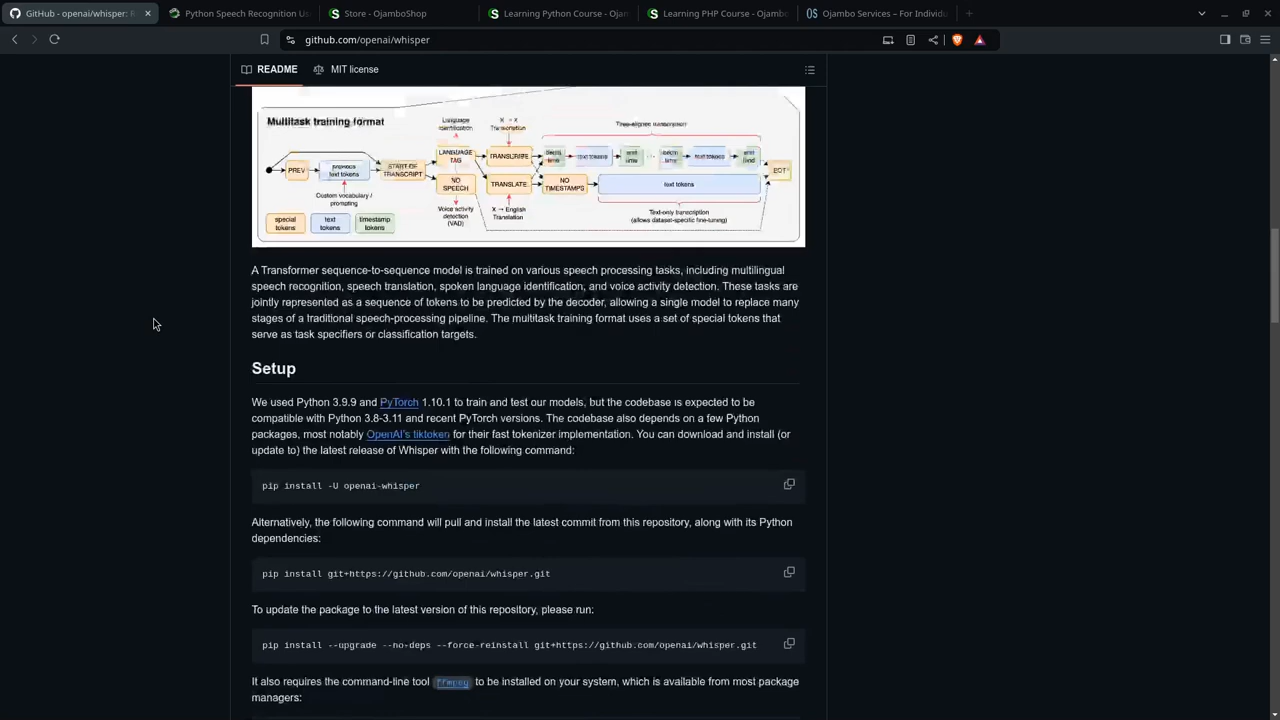 GitHub - openai/whisper: R
Python Speech Recognition Us
Store - OjamboShop
Learning Python Course - Ojam
Learning PHP Course - Ojambo
Ojambo Services – For Individu
github.com/openai/whisper
README
MIT license
Multitask training format
Language
identification
X → X
Transcription
Time-aligned transcription
PREV
previous
text tokens
START OF
TRANSCRIPT
LANGUAGE
TAG
TRANSCRIBE
begin
time
text tokens
end
time
begin
time
text tokens
end
time
EOT
NO
SPEECH
TRANSLATE
NO
TIMESTAMPS
text tokens
Custom vocabulary /
prompting
Voice activity
detection
(VAD)
X → English
Translation
Text-only transcription
(allows dataset-specific fine-tuning)
special
tokens
text
tokens
timestamp
tokens
A Transformer sequence-to-sequence model is trained on various speech processing tasks, including multilingual
speech recognition, speech translation, spoken language identification, and voice activity detection. These tasks are
jointly represented as a sequence of tokens to be predicted by the decoder, allowing a single model to replace many
stages of a traditional speech-processing pipeline. The multitask training format uses a set of special tokens that
serve as task specifiers or classification targets.
Setup
We used Python 3.9.9 and PyTorch 1.10.1 to train and test our models, but the codebase is expected to be
compatible with Python 3.8-3.11 and recent PyTorch versions. The codebase also depends on a few Python
packages, most notably OpenAI's tiktoken for their fast tokenizer implementation. You can download and install (or
update to) the latest release of Whisper with the following command:
pip install -U openai-whisper
Alternatively, the following command will pull and install the latest commit from this repository, along with its Python
dependencies:
pip install git+https://github.com/openai/whisper.git
To update the package to the latest version of this repository, please run:
pip install --upgrade --no-deps --force-reinstall git+https://github.com/openai/whisper.git
It also requires the command-line tool ffmpeg to be installed on your system, which is available from most package
managers: